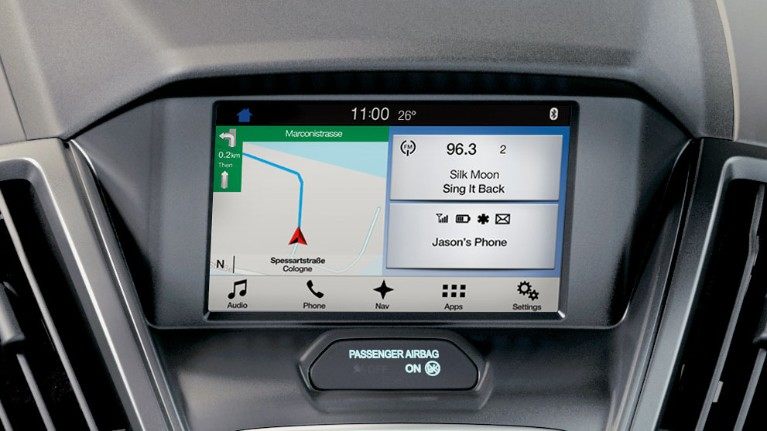 11:00 26°
Marconistrasse
0.2km
Then
FM 96.3 2
Silk Moon
Sing It Back
Jason's Phone
N
Spessartstraße
Cologne
Audio Phone Nav Apps Settings
PASSENGER AIRBAG
ON